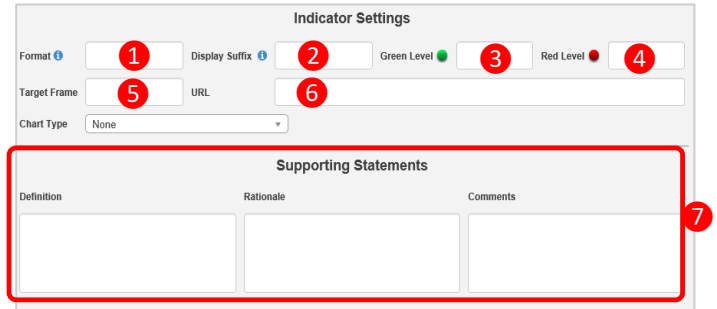 Indicator Settings
Format i 1 Display Suffix i 2 Green Level 3 Red Level 4
Target Frame 5 URL 6
Chart Type None
Supporting Statements
Definition Rationale Comments
7